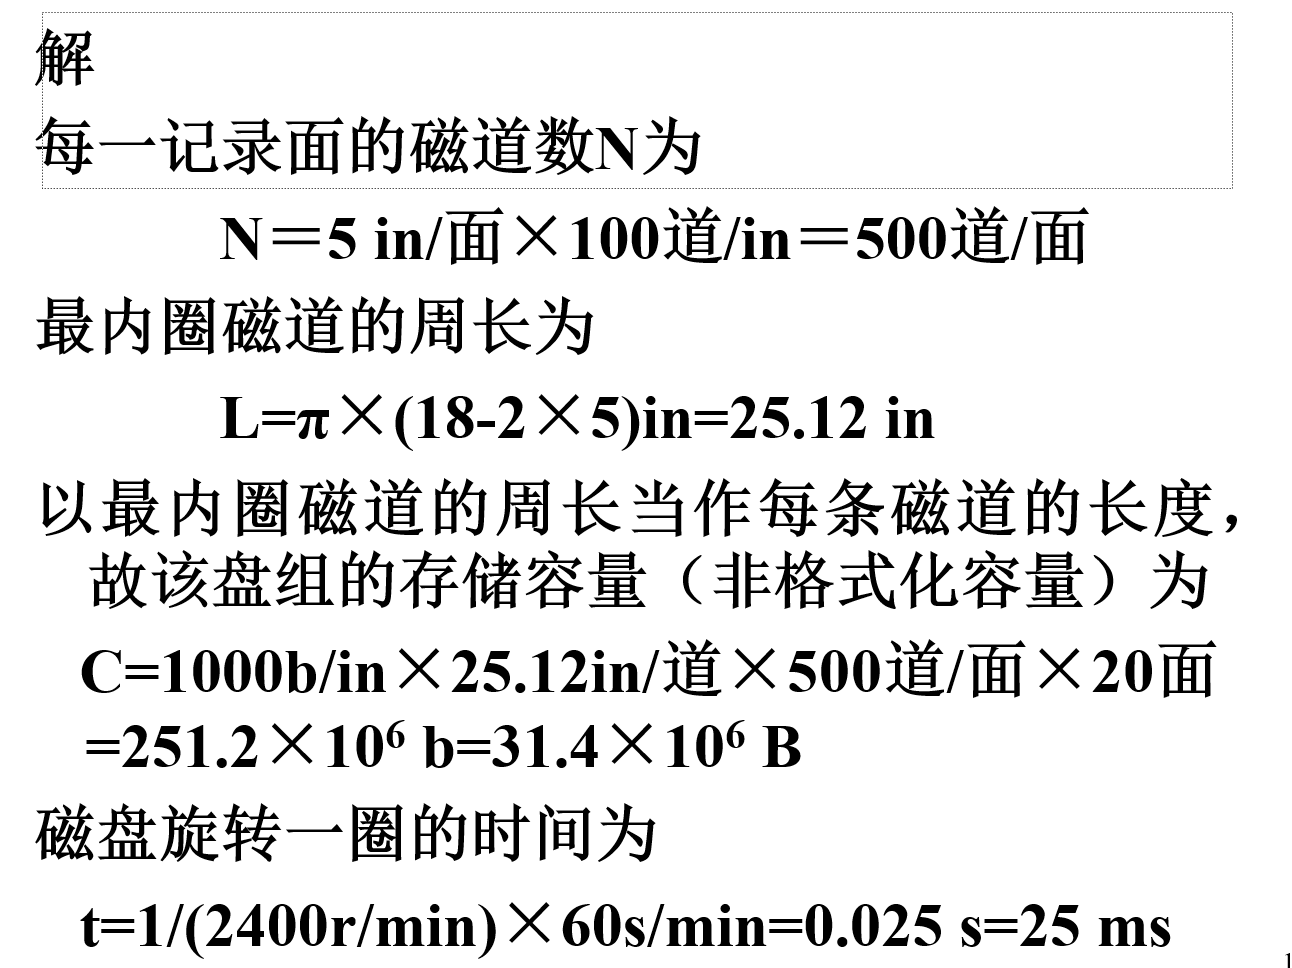 解
每一记录面的磁道数N为
N＝5 in/面×100道/in＝500道/面
最内圈磁道的周长为
L=π×(18-2×5)in=25.12 in
以最内圈磁道的周长当作每条磁道的长度，
故该盘组的存储容量（非格式化容量）为
C=1000b/in×25.12in/道×500道/面×20面
=251.2×10⁶ b=31.4×10⁶ B
磁盘旋转一圈的时间为
t=1/(2400r/min)×60s/min=0.025 s=25 ms
1